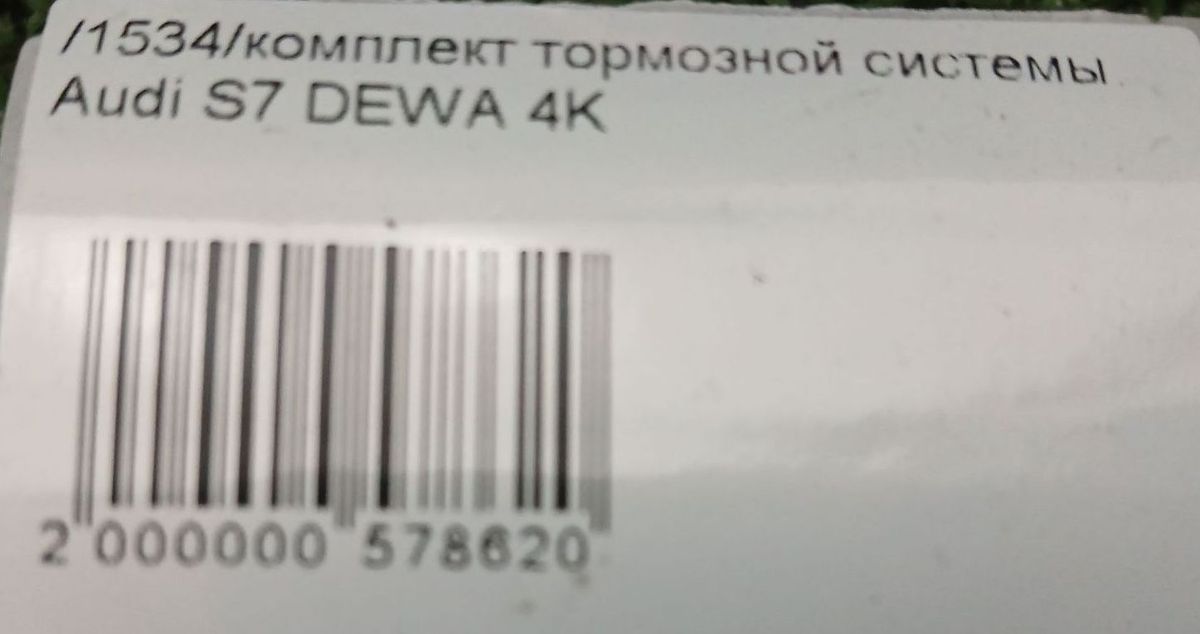 /1534/комплект тормозной системы
Audi S7 DEWA 4K
2 000000 578620